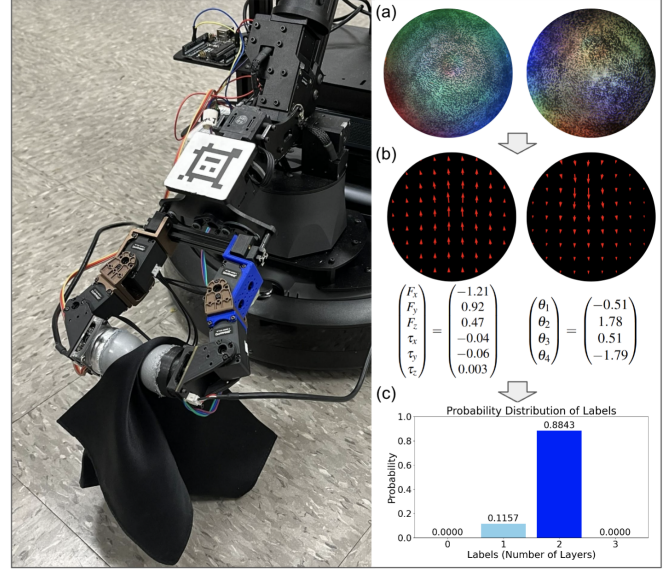 (a)
(b)
F_x
F_y
F_z
τ_x
τ_y
τ_z
=
−1.21
0.92
0.47
−0.04
−0.06
0.003
θ_1
θ_2
θ_3
θ_4
=
−0.51
1.78
0.51
−1.79
(c)
Probability Distribution of Labels
Probability
1.0
0.8
0.6
0.4
0.2
0.0
0.0000
0.1157
0.8843
0.0000
0 1 2 3
Labels (Number of Layers)